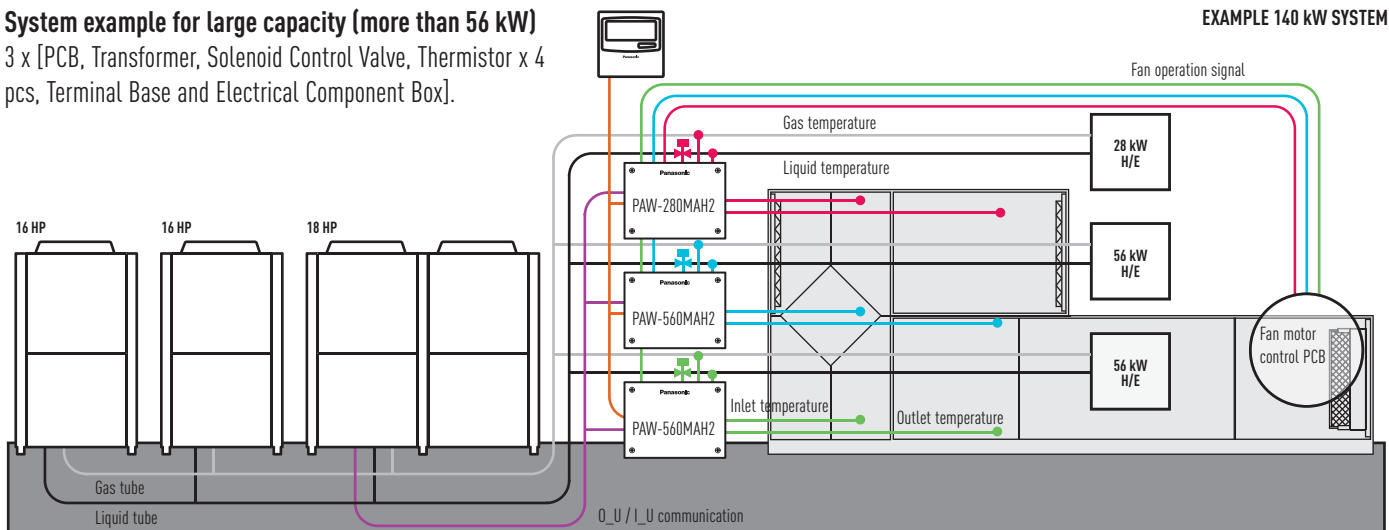 System example for large capacity (more than 56 kW)
3 x [PCB, Transformer, Solenoid Control Valve, Thermistor x 4
pcs, Terminal Base and Electrical Component Box].
EXAMPLE 140 kW SYSTEM
Panasonic
Fan operation signal
Gas temperature
28 kW
H/E
Liquid temperature
Panasonic
PAW-280MAH2
16 HP
16 HP
18 HP
56 kW
H/E
Panasonic
PAW-560MAH2
Fan motor
control PCB
56 kW
H/E
Panasonic
PAW-560MAH2
Inlet temperature
Outlet temperature
Gas tube
Liquid tube
O_U / I_U communication